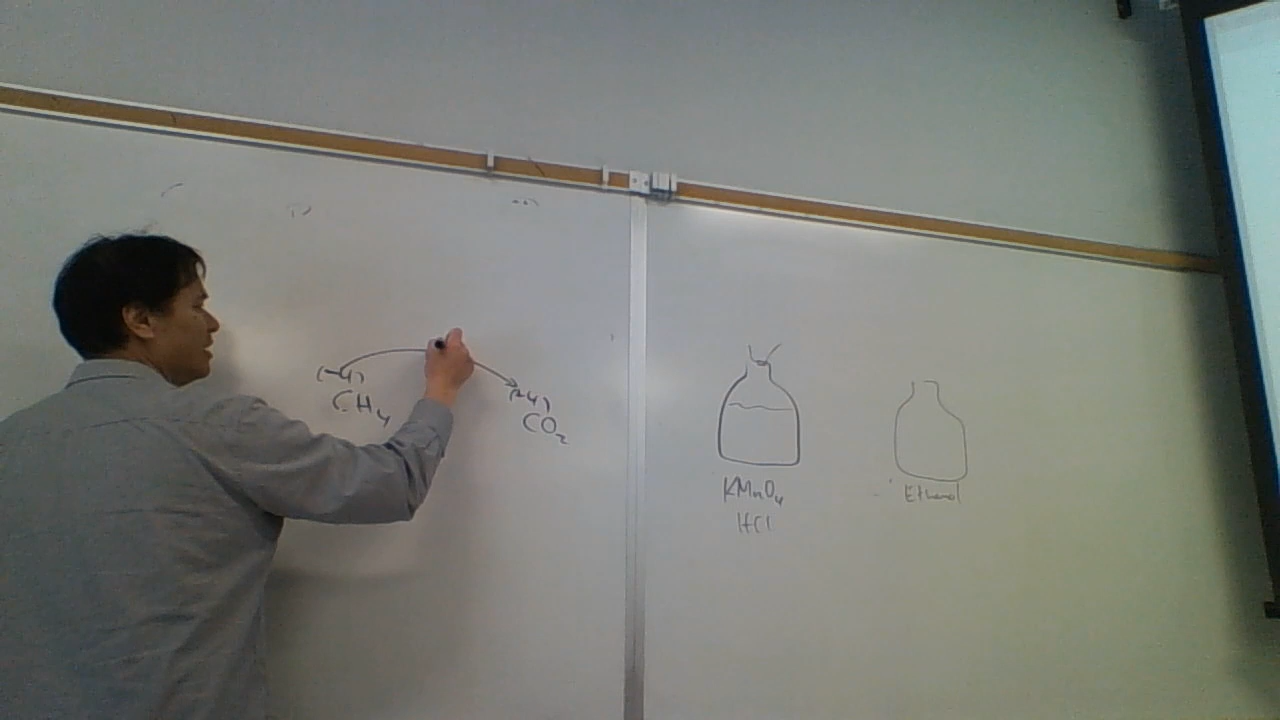 (-4)
CH₄
(+4)
CO₂
KMnO₄
HCl
Ethanol